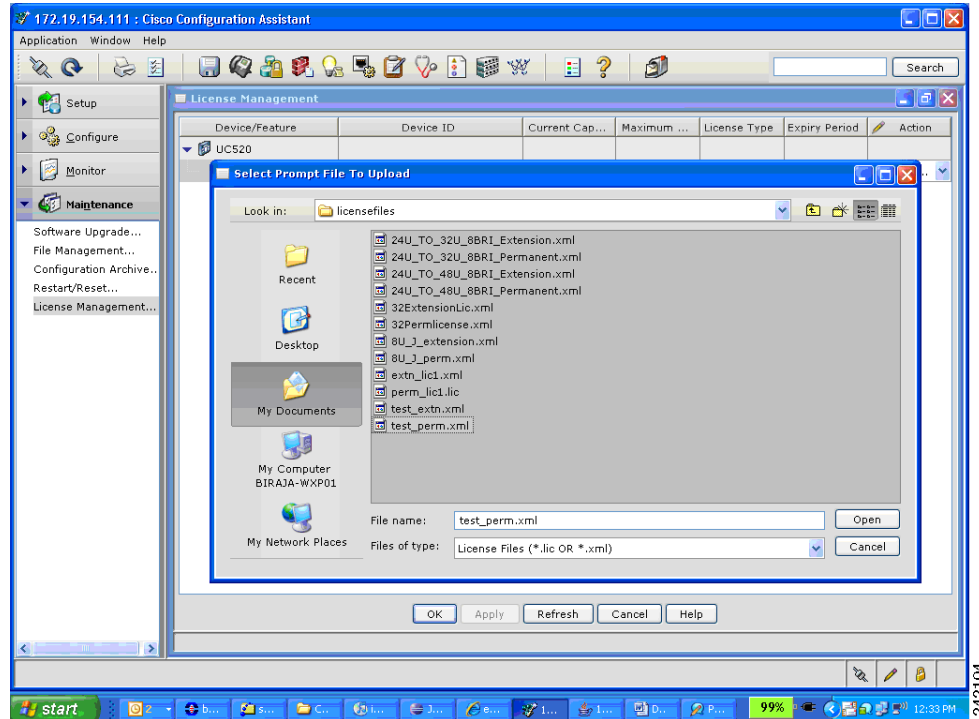 172.19.154.111 : Cisco Configuration Assistant
Application Window Help
Search
Setup
Configure
Monitor
Maintenance
Software Upgrade...
File Management...
Configuration Archive..
Restart/Reset...
License Management...
License Management
Device/Feature Device ID Current Cap... Maximum ... License Type Expiry Period Action
UC520
Select Prompt File To Upload
Look in: licensefiles
Recent
Desktop
My Documents
My Computer
BIRAJA-WXP01
My Network Places
24U_TO_32U_8BRI_Extension.xml
24U_TO_32U_8BRI_Permanent.xml
24U_TO_48U_8BRI_Extension.xml
24U_TO_48U_8BRI_Permanent.xml
32ExtensionLic.xml
32Permlicense.xml
8U_J_extension.xml
8U_J_perm.xml
extn_lic1.xml
perm_lic1.lic
test_extn.xml
test_perm.xml
File name: test_perm.xml Open
Files of type: License Files (*.lic OR *.xml) Cancel
OK Apply Refresh Cancel Help
start 2 b... s... C... i... J... e... 1... 1... D... P... 99% 12:33 PM